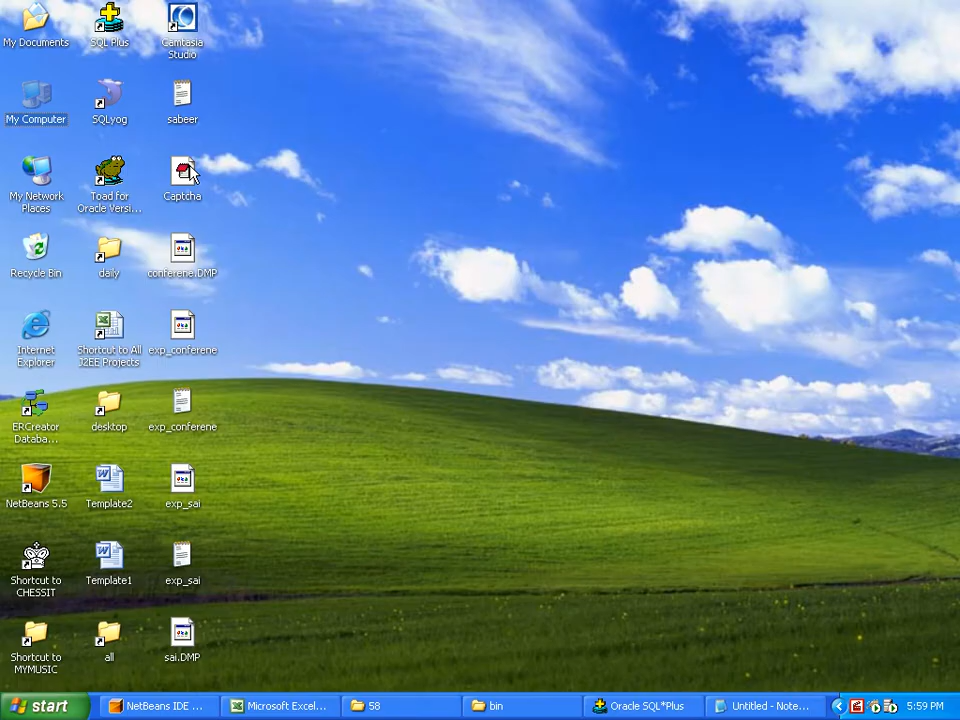 My Documents
SQL Plus
Camtasia
Studio
My Computer
SQLyog
sabeer
My Network
Places
Toad for
Oracle Versi...
Captcha
Recycle Bin
daily
conferene.DMP
Internet
Explorer
Shortcut to All
J2EE Projects
exp_conferene
ERCreator
Databa...
desktop
exp_conferene
NetBeans 5.5
Template2
exp_sai
Shortcut to
CHESSIT
Template1
exp_sai
Shortcut to
MYMUSIC
all
sai.DMP
start
NetBeans IDE ...
Microsoft Excel...
58
bin
Oracle SQL*Plus
Untitled - Note...
5:59 PM